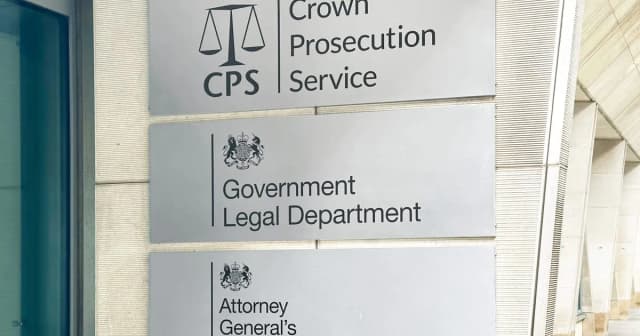 Crown
Prosecution
Service
CPS
Government
Legal Department
Attorney
General's